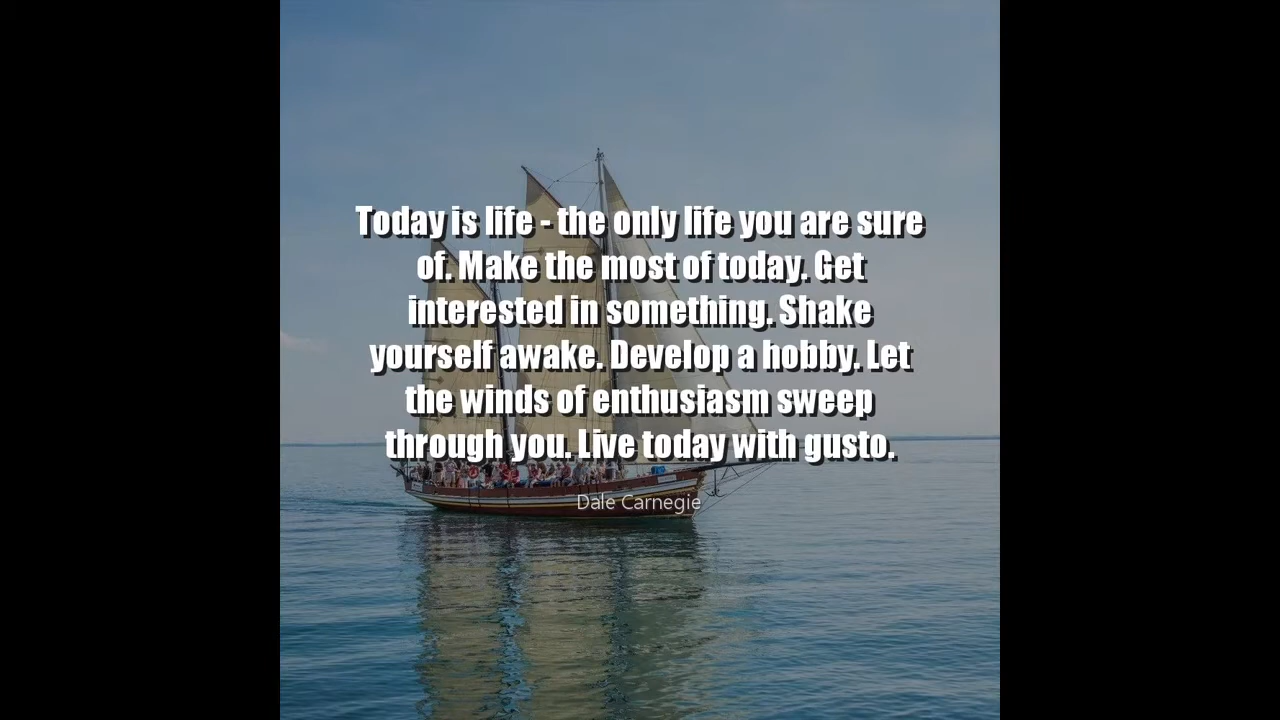 Today is life - the only life you are sure
of. Make the most of today. Get
interested in something. Shake
yourself awake. Develop a hobby. Let
the winds of enthusiasm sweep
through you. Live today with gusto.
Dale Carnegie